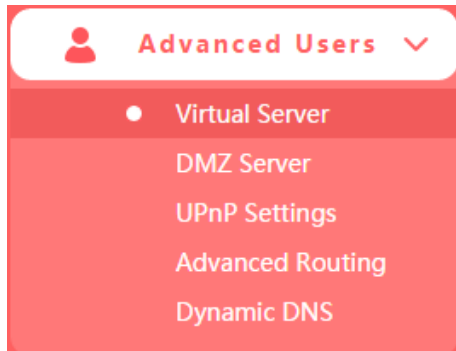 Advanced Users
Virtual Server
DMZ Server
UPnP Settings
Advanced Routing
Dynamic DNS